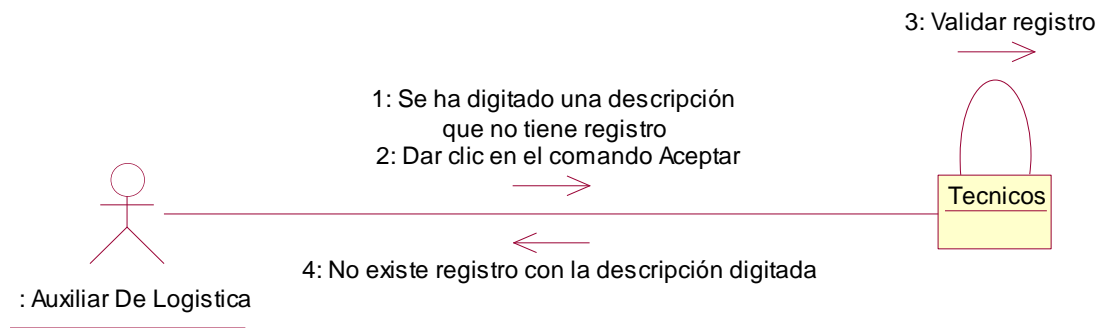 3: Validar registro
1: Se ha digitado una descripción
que no tiene registro
2: Dar clic en el comando Aceptar
Tecnicos
4: No existe registro con la descripción digitada
: Auxiliar De Logistica